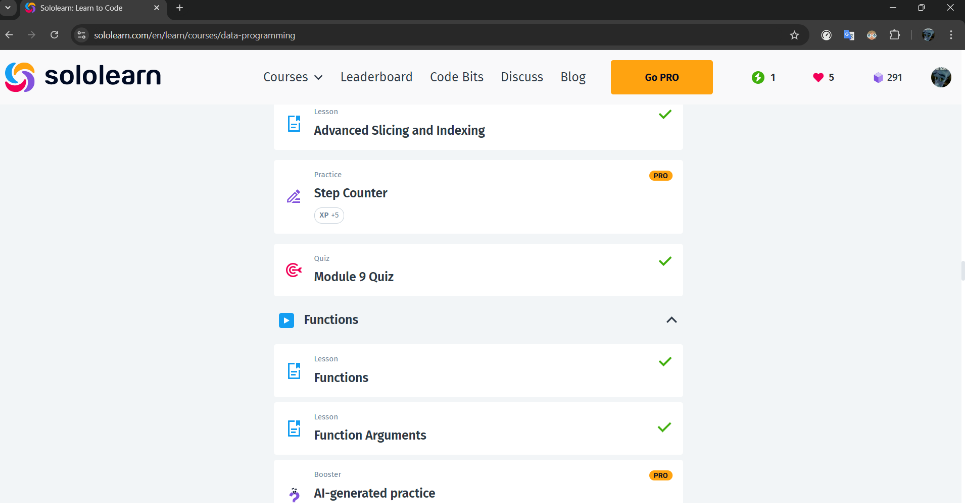 Sololearn: Learn to Code
sololearn.com/en/learn/courses/data-programming
sololearn
Courses
Leaderboard
Code Bits
Discuss
Blog
Go PRO
1
5
291
Lesson
Advanced Slicing and Indexing
Practice
PRO
Step Counter
XP +5
Quiz
Module 9 Quiz
Functions
Lesson
Functions
Lesson
Function Arguments
Booster
PRO
AI-generated practice